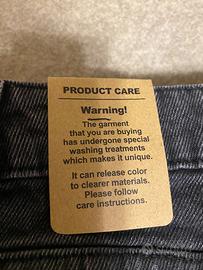 PRODUCT CARE
Warning!
The garment
that you are buying
has undergone special
washing treatments
which makes it unique.
It can release color
to clearer materials.
Please follow
care instructions.